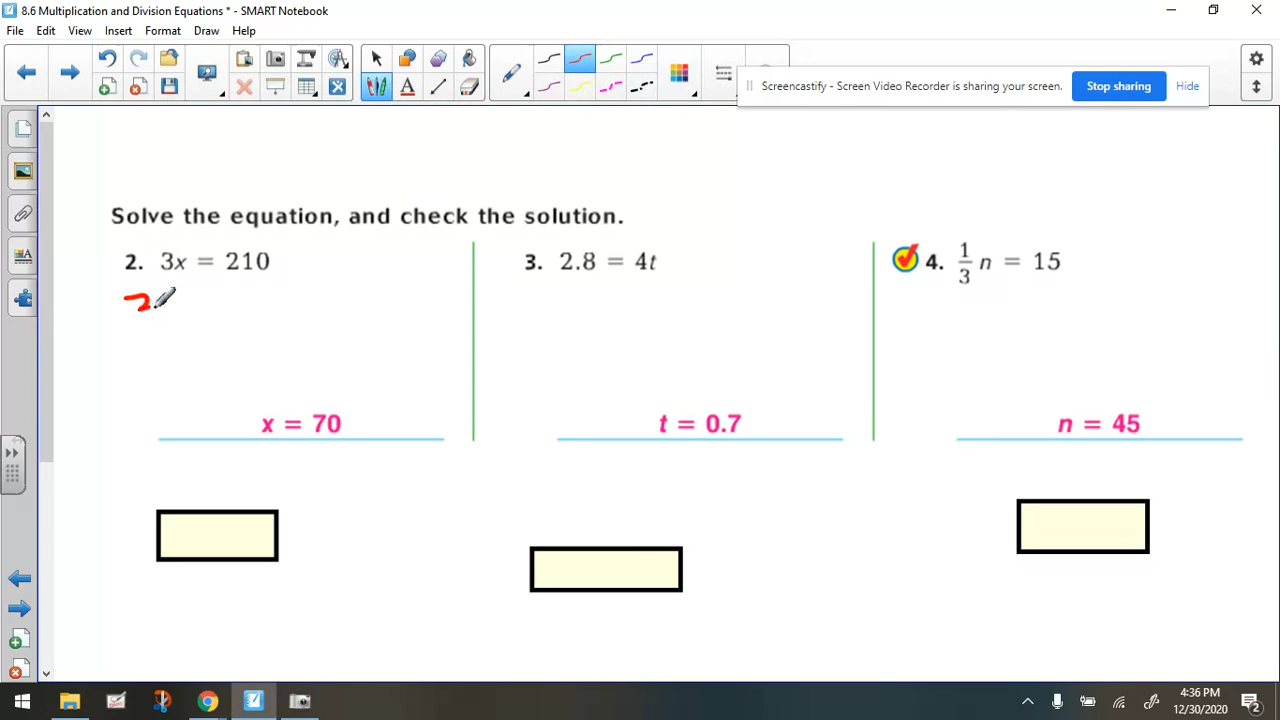 8.6 Multiplication and Division Equations * - SMART Notebook
File Edit View Insert Format Draw Help
Screencastify - Screen Video Recorder is sharing your screen. Stop sharing Hide
Solve the equation, and check the solution.
2. 3x = 210
3. 2.8 = 4t
4. 1/3 n = 15
x = 70
t = 0.7
n = 45
4:36 PM
12/30/2020
2